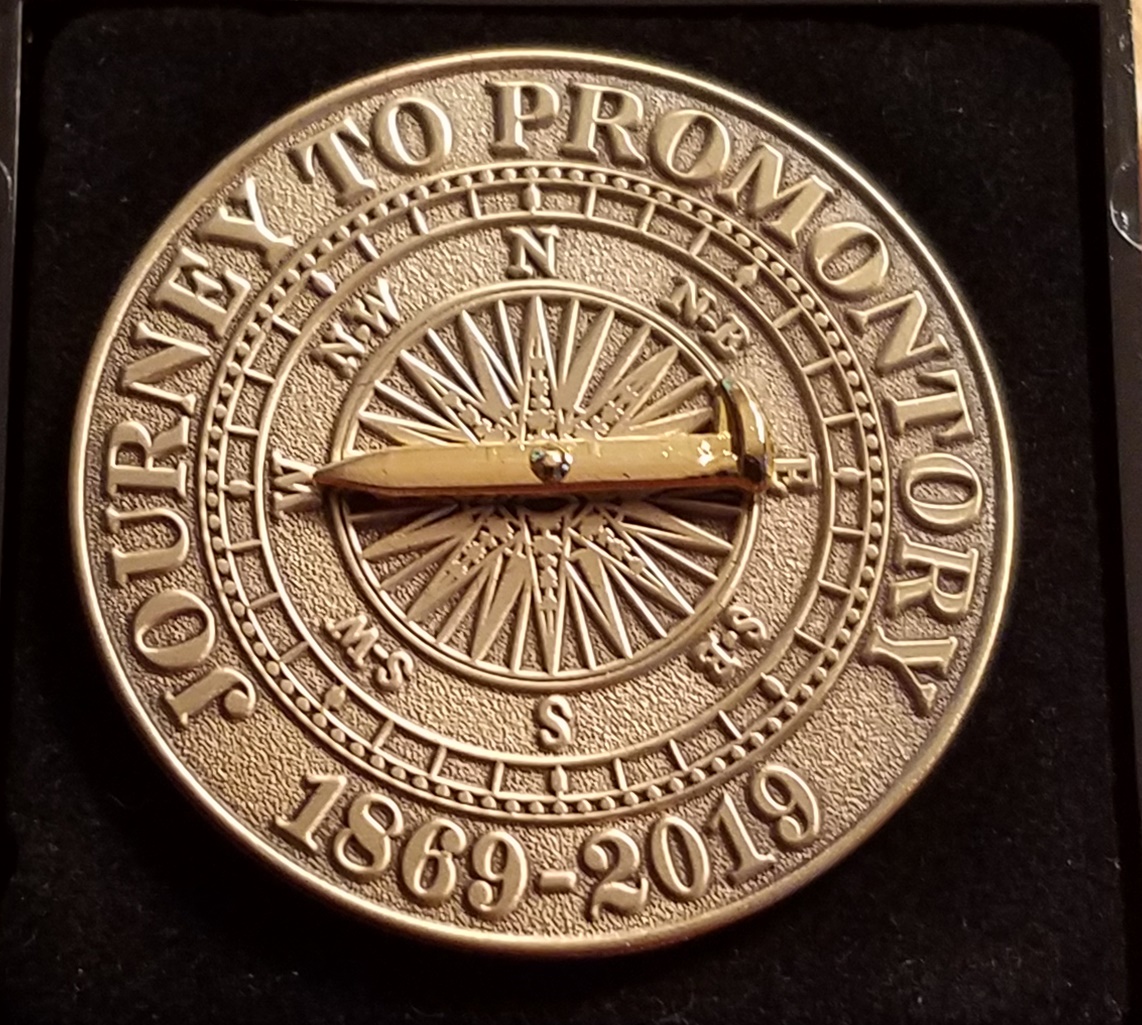 JOURNEY TO PROMONTORY
N
N-E
E
S-E
S
S-W
W
N-W
1869-2019